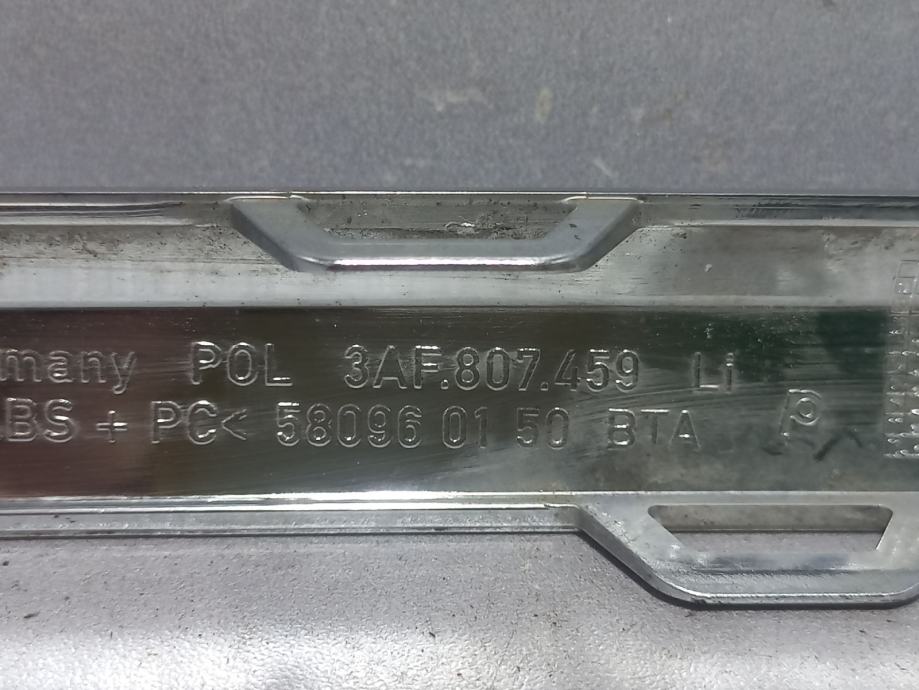 many POL 3AF.807.459 Li
BS + PC< 58096 01 50 BTA